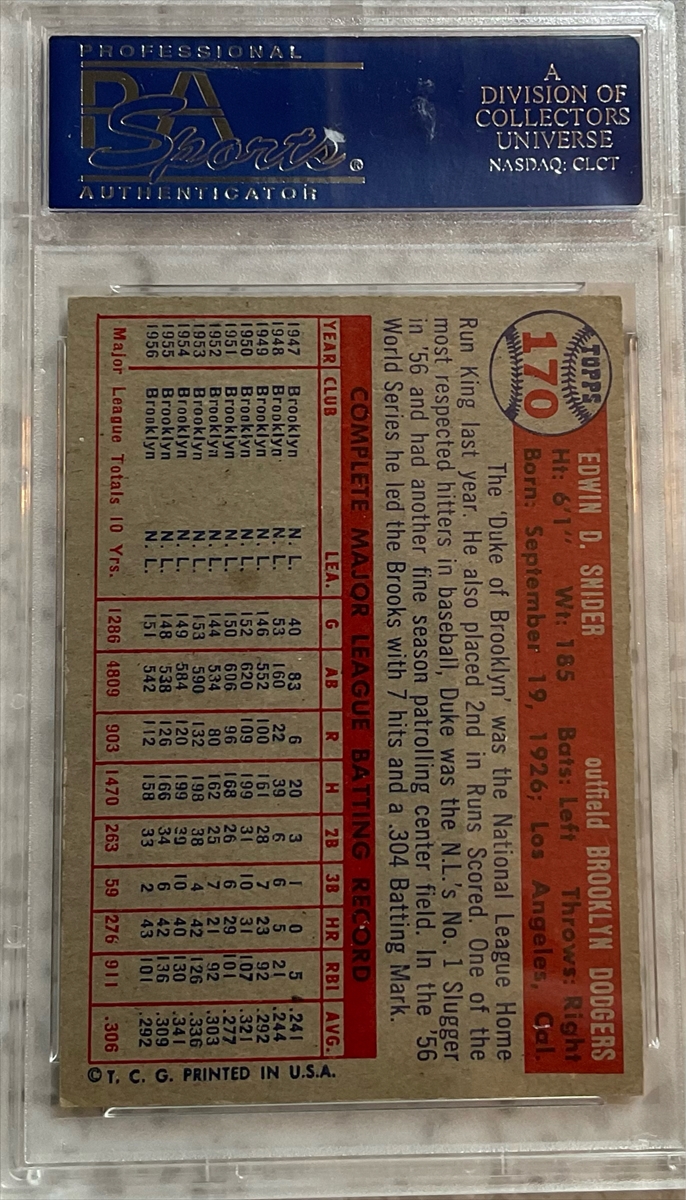 PROFESSIONAL
PSA
Sports®
AUTHENTICATOR
A
DIVISION OF
COLLECTORS
UNIVERSE
NASDAQ: CLCT
TOPPS
170
EDWIN D. SNIDER outfield BROOKLYN DODGERS
Ht: 6'1" Wt: 185 Bats: Left Throws: Right
Born: September 19, 1926; Los Angeles, Cal.
The 'Duke of Brooklyn' was the National League Home
Run King last year. He also placed 2nd in Runs Scored. One of the
most respected hitters in baseball, Duke was the N.L.'s No. 1 Slugger
in '56 and had another fine season patrolling center field. In the '56
World Series he led the Brooks with 7 hits and a .304 Batting Mark.
COMPLETE MAJOR LEAGUE BATTING RECORD
YEAR CLUB LEA. G AB R H 2B 3B HR RBI AVG.
1947 Brooklyn N. L. 40 83 6 20 3 1 0 5 .241
1948 Brooklyn N. L. 53 160 22 39 6 6 5 21 .244
1949 Brooklyn N. L. 146 552 100 161 28 7 23 92 .292
1950 Brooklyn N. L. 152 620 109 199 31 10 31 107 .321
1951 Brooklyn N. L. 150 606 96 168 26 6 29 101 .277
1952 Brooklyn N. L. 144 534 80 162 25 7 21 92 .303
1953 Brooklyn N. L. 153 590 132 198 38 4 42 126 .336
1954 Brooklyn N. L. 149 584 120 199 39 10 40 130 .341
1955 Brooklyn N. L. 148 538 126 166 34 6 42 136 .309
1956 Brooklyn N. L. 151 542 112 158 33 2 43 101 .292
Major League Totals 10 Yrs. 1286 4809 903 1470 263 59 276 911 .306
© T. C. G. PRINTED IN U.S.A.